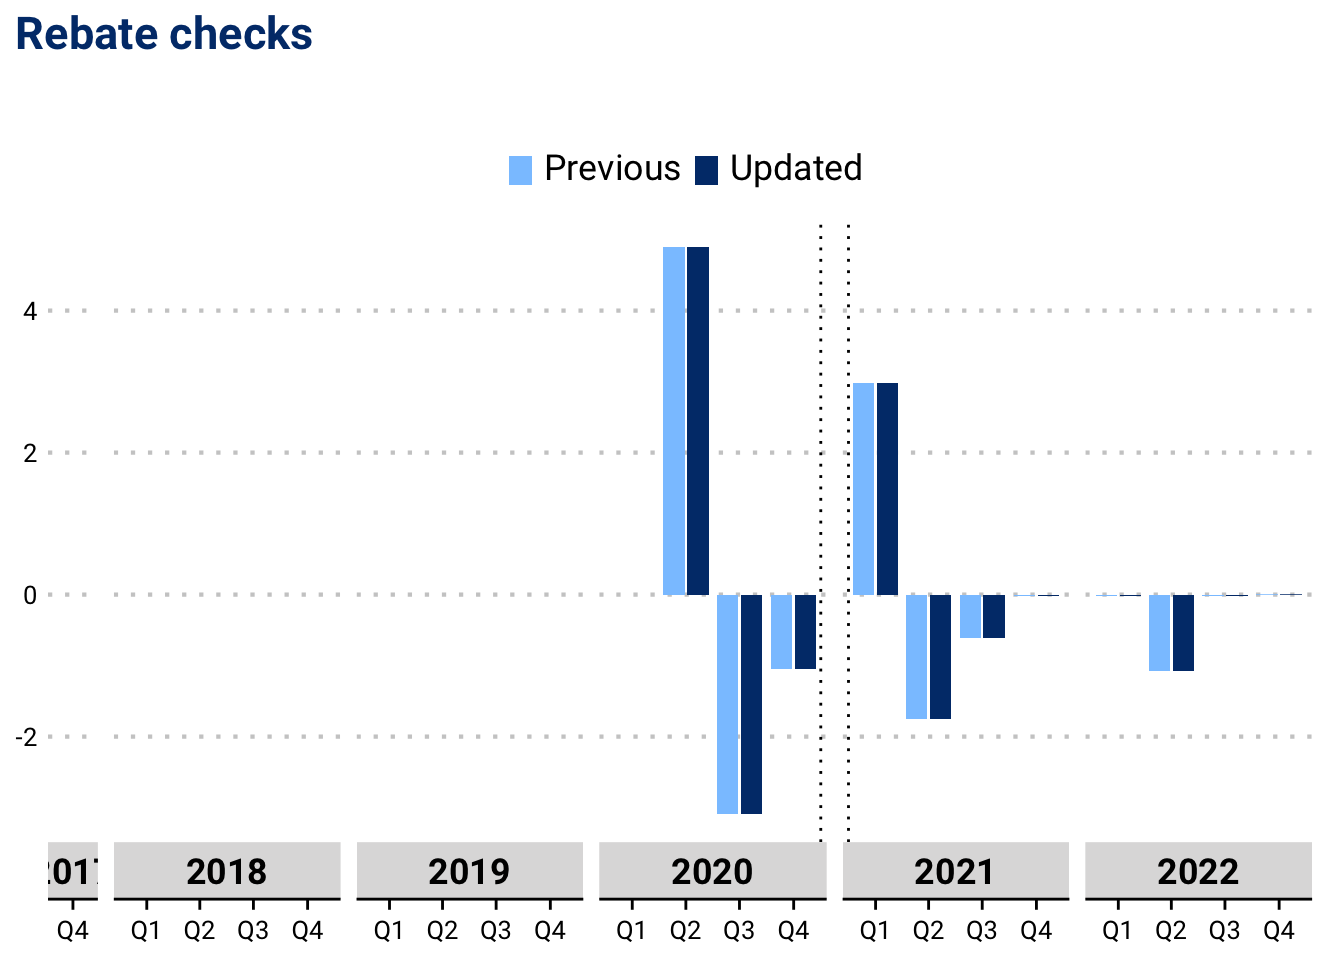 Rebate checks
Previous Updated
4
2
0
-2
2017 2018 2019 2020 2021 2022
Q4 Q1 Q2 Q3 Q4 Q1 Q2 Q3 Q4 Q1 Q2 Q3 Q4 Q1 Q2 Q3 Q4 Q1 Q2 Q3 Q4